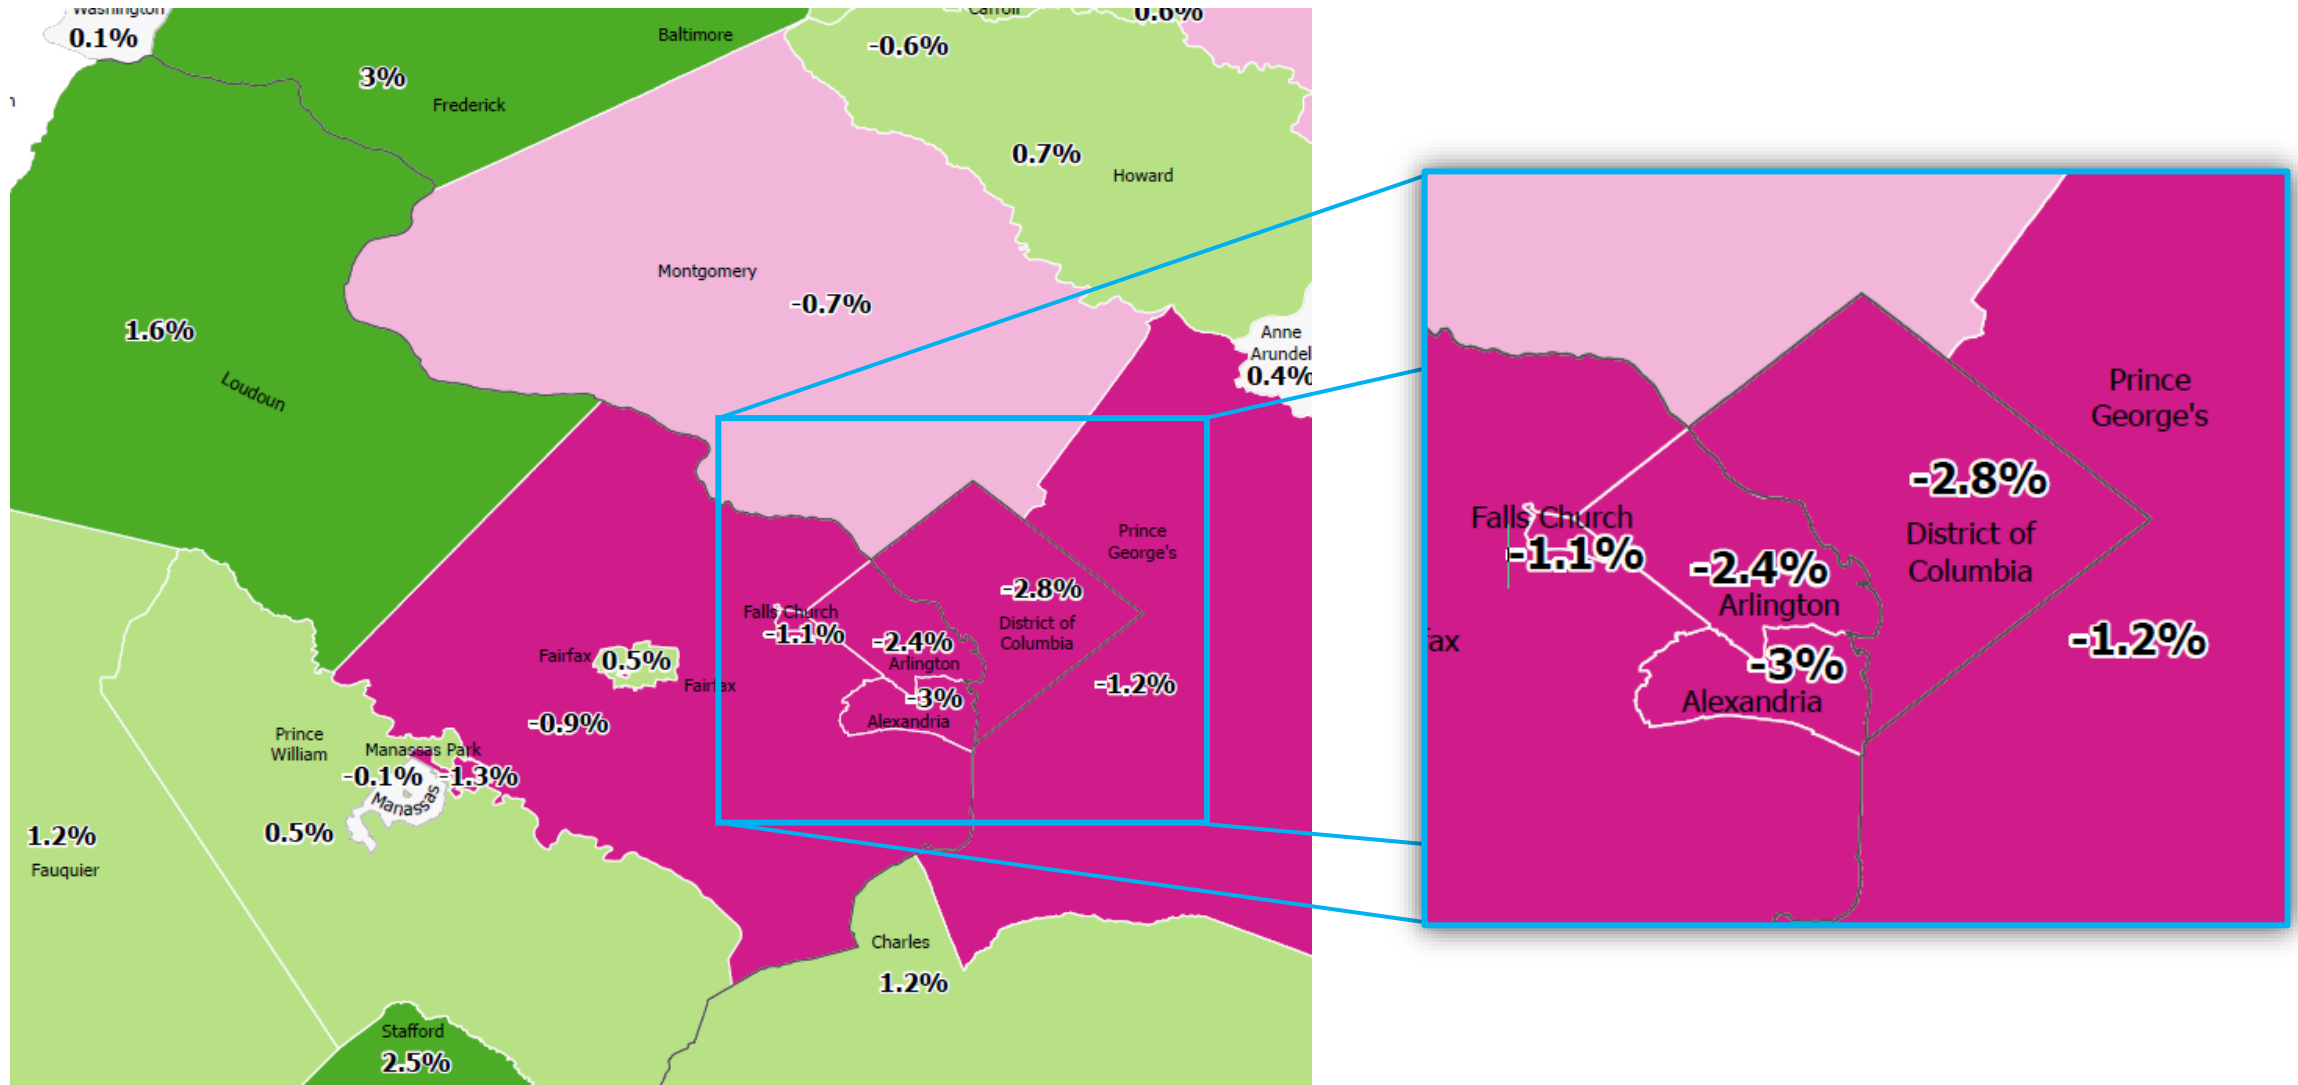 Washington
0.1%
Baltimore
-0.6%
Carroll
0.6%
3%
Frederick
0.7%
Howard
Montgomery
-0.7%
1.6%
Loudoun
Anne
Arundel
0.4%
Prince
George's
Falls Church
-1.1%
-2.8%
District of
Columbia
-2.4%
Arlington
Fairfax
0.5%
Fairfax
-1.2%
-3%
Alexandria
-0.9%
Prince
William
Manassas Park
-0.1%
-1.3%
Manassas
0.5%
1.2%
Fauquier
Charles
1.2%
Stafford
2.5%
Prince
George's
-2.8%
District of
Columbia
Falls Church
-1.1%
-2.4%
Arlington
fax
-1.2%
-3%
Alexandria